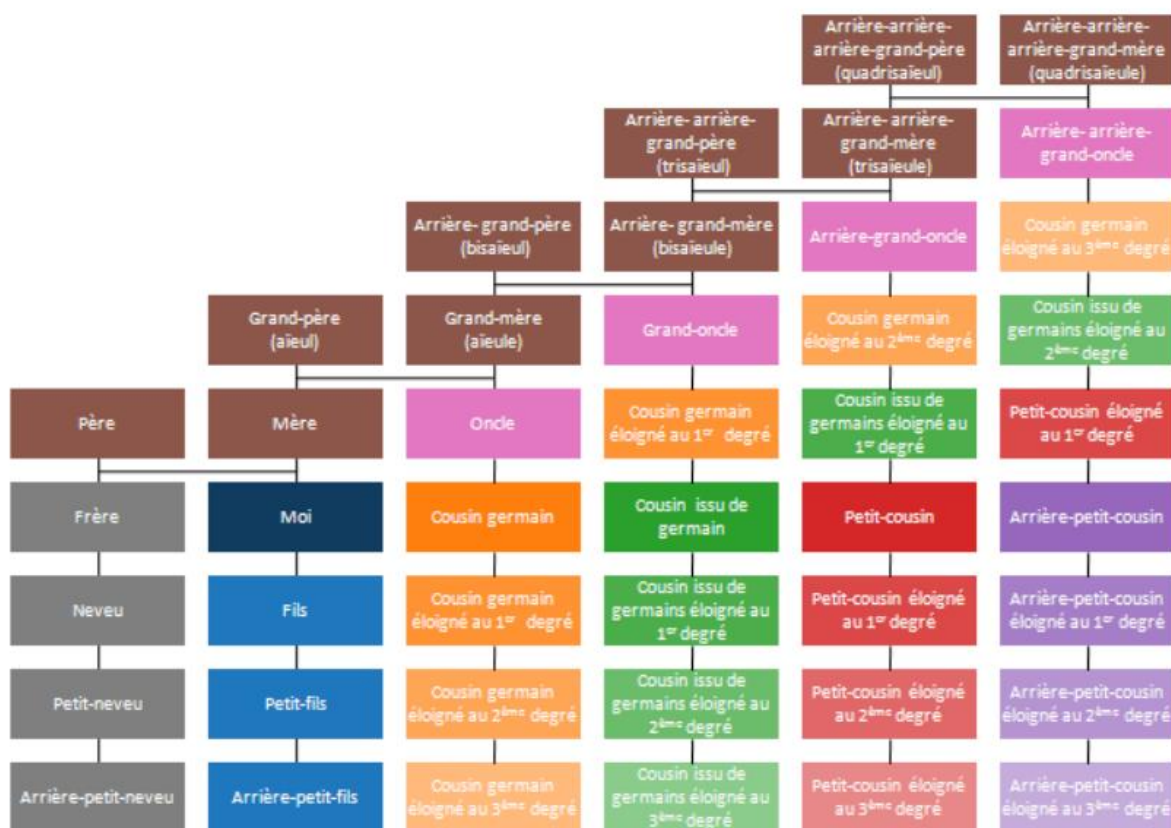 Arrière-arrière-
arrière-grand-père
(quadrisaïeul)
Arrière-arrière-
arrière-grand-mère
(quadrisaïeule)
Arrière- arrière-
grand-père
(trisaïeul)
Arrière- arrière-
grand-mère
(trisaïeule)
Arrière- arrière-
grand-oncle
Arrière- grand-père
(bisaïeul)
Arrière- grand-mère
(bisaïeule)
Arrière-grand-oncle
Cousin germain
éloigné au 3ème degré
Grand-père
(aïeul)
Grand-mère
(aïeule)
Grand-oncle
Cousin germain
éloigné au 2ème degré
Cousin issu de
germains éloigné au
2ème degré
Père
Mère
Oncle
Cousin germain
éloigné au 1er degré
Cousin issu de
germains éloigné au
1er degré
Petit-cousin éloigné
au 1er degré
Frère
Moi
Cousin germain
Cousin issu de
germain
Petit-cousin
Arrière-petit-cousin
Neveu
Fils
Cousin germain
éloigné au 1er degré
Cousin issu de
germains éloigné au
1er degré
Petit-cousin éloigné
au 1er degré
Arrière-petit-cousin
éloigné au 1er degré
Petit-neveu
Petit-fils
Cousin germain
éloigné au 2ème degré
Cousin issu de
germains éloigné au
2ème degré
Petit-cousin éloigné
au 2ème degré
Arrière-petit-cousin
éloigné au 2ème degré
Arrière-petit-neveu
Arrière-petit-fils
Cousin germain
éloigné au 3ème degré
Cousin issu de
germains éloigné au
3ème degré
Petit-cousin éloigné
au 3ème degré
Arrière-petit-cousin
éloigné au 3ème degré